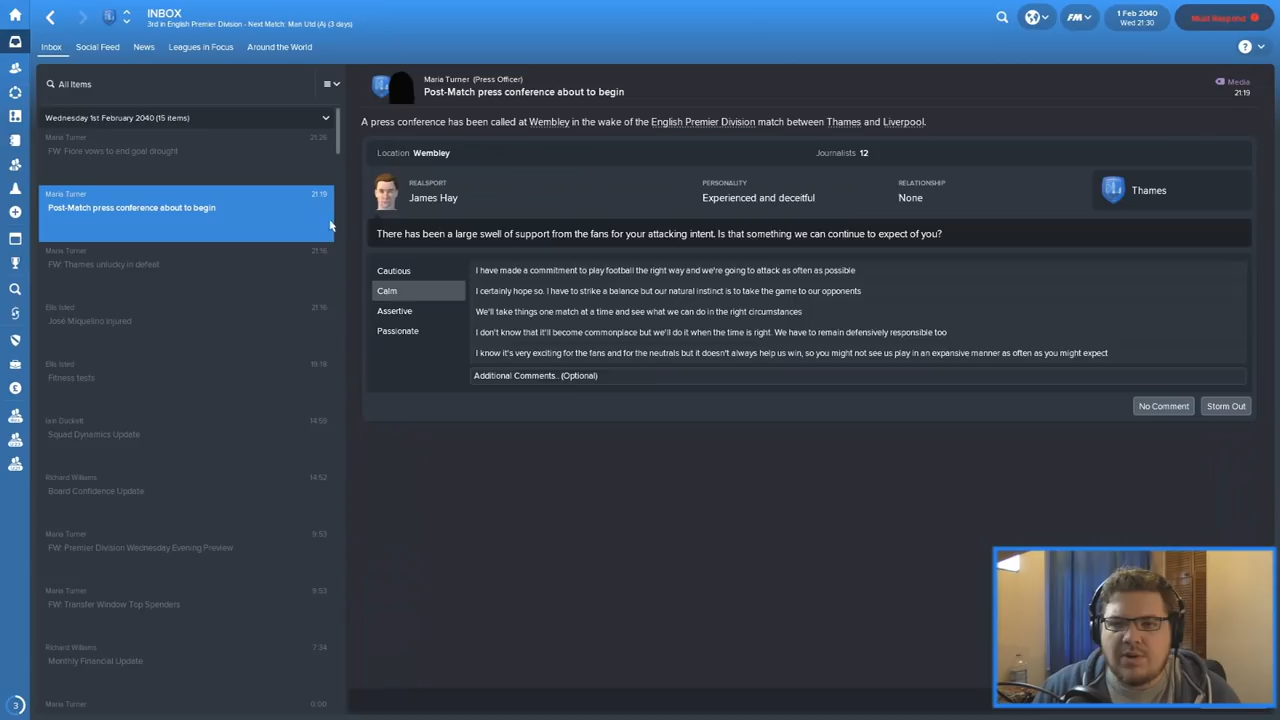 INBOX
3rd in English Premier Division - Next Match: Man Utd (A) (3 days)
FM
1 Feb 2040
Wed 21:30
Must Respond
Inbox
Social Feed
News
Leagues in Focus
Around the World
?
All Items
Wednesday 1st February 2040 (15 items)
Maria Turner 21:26
FW: Fiore vows to end goal drought
Maria Turner 21:19
Post-Match press conference about to begin
Maria Turner 21:16
FW: Thames unlucky in defeat
Ellis Isted 21:16
José Miquelino injured
Ellis Isted 19:18
Fitness tests
Iain Duckett 14:59
Squad Dynamics Update
Richard Williams 14:52
Board Confidence Update
Maria Turner 9:53
FW: Premier Division Wednesday Evening Preview
Maria Turner 9:53
FW: Transfer Window Top Spenders
Richard Williams 7:34
Monthly Financial Update
Maria Turner 0:00
3
Maria Turner (Press Officer)
Post-Match press conference about to begin
Media
21:19
A press conference has been called at Wembley in the wake of the English Premier Division match between Thames and Liverpool.
Location Wembley
Journalists 12
REALSPORT
James Hay
PERSONALITY
Experienced and deceitful
RELATIONSHIP
None
Thames
There has been a large swell of support from the fans for your attacking intent. Is that something we can continue to expect of you?
Cautious
Calm
Assertive
Passionate
I have made a commitment to play football the right way and we're going to attack as often as possible
I certainly hope so. I have to strike a balance but our natural instinct is to take the game to our opponents
We'll take things one match at a time and see what we can do in the right circumstances
I don't know that it'll become commonplace but we'll do it when the time is right. We have to remain defensively responsible too
I know it's very exciting for the fans and for the neutrals but it doesn't always help us win, so you might not see us play in an expansive manner as often as you might expect
Additional Comments.. (Optional)
No Comment
Storm Out